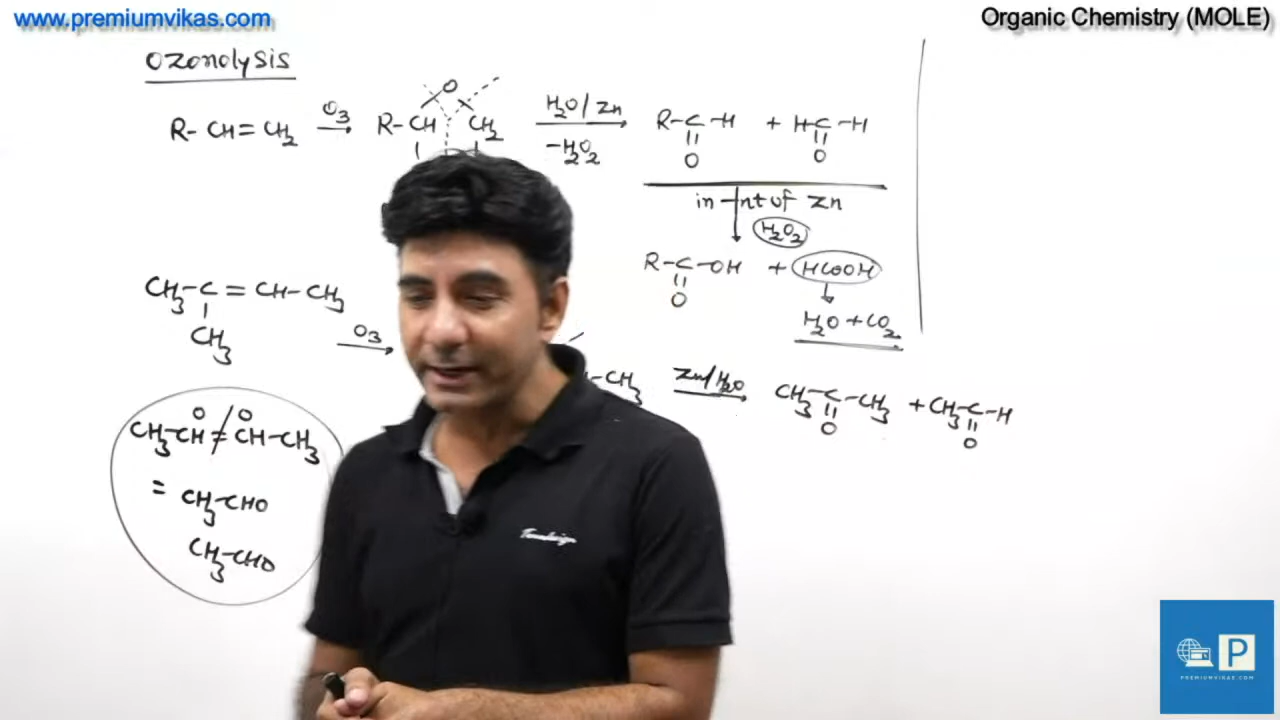 www.premiumvikas.com
Organic Chemistry (MOLE)
Ozonolysis
R-CH=CH₂ O₃ → R-CH O CH₂ H₂O/Zn → -H₂O₂ R-C-H + H-C-H
O O
in -nt of Zn
H₂O₂
R-C-OH + HCOOH
O
H₂O + CO₂
CH₃-C=CH-CH₃
CH₃
O₃ →
-CH₃ Zn/H₂O → CH₃-C-CH₃ + CH₃-C-H
O O
O O
CH₃-CH=CH-CH₃
= CH₃-CHO
CH₃-CHO
P
PREMIUMVIKAS.COM